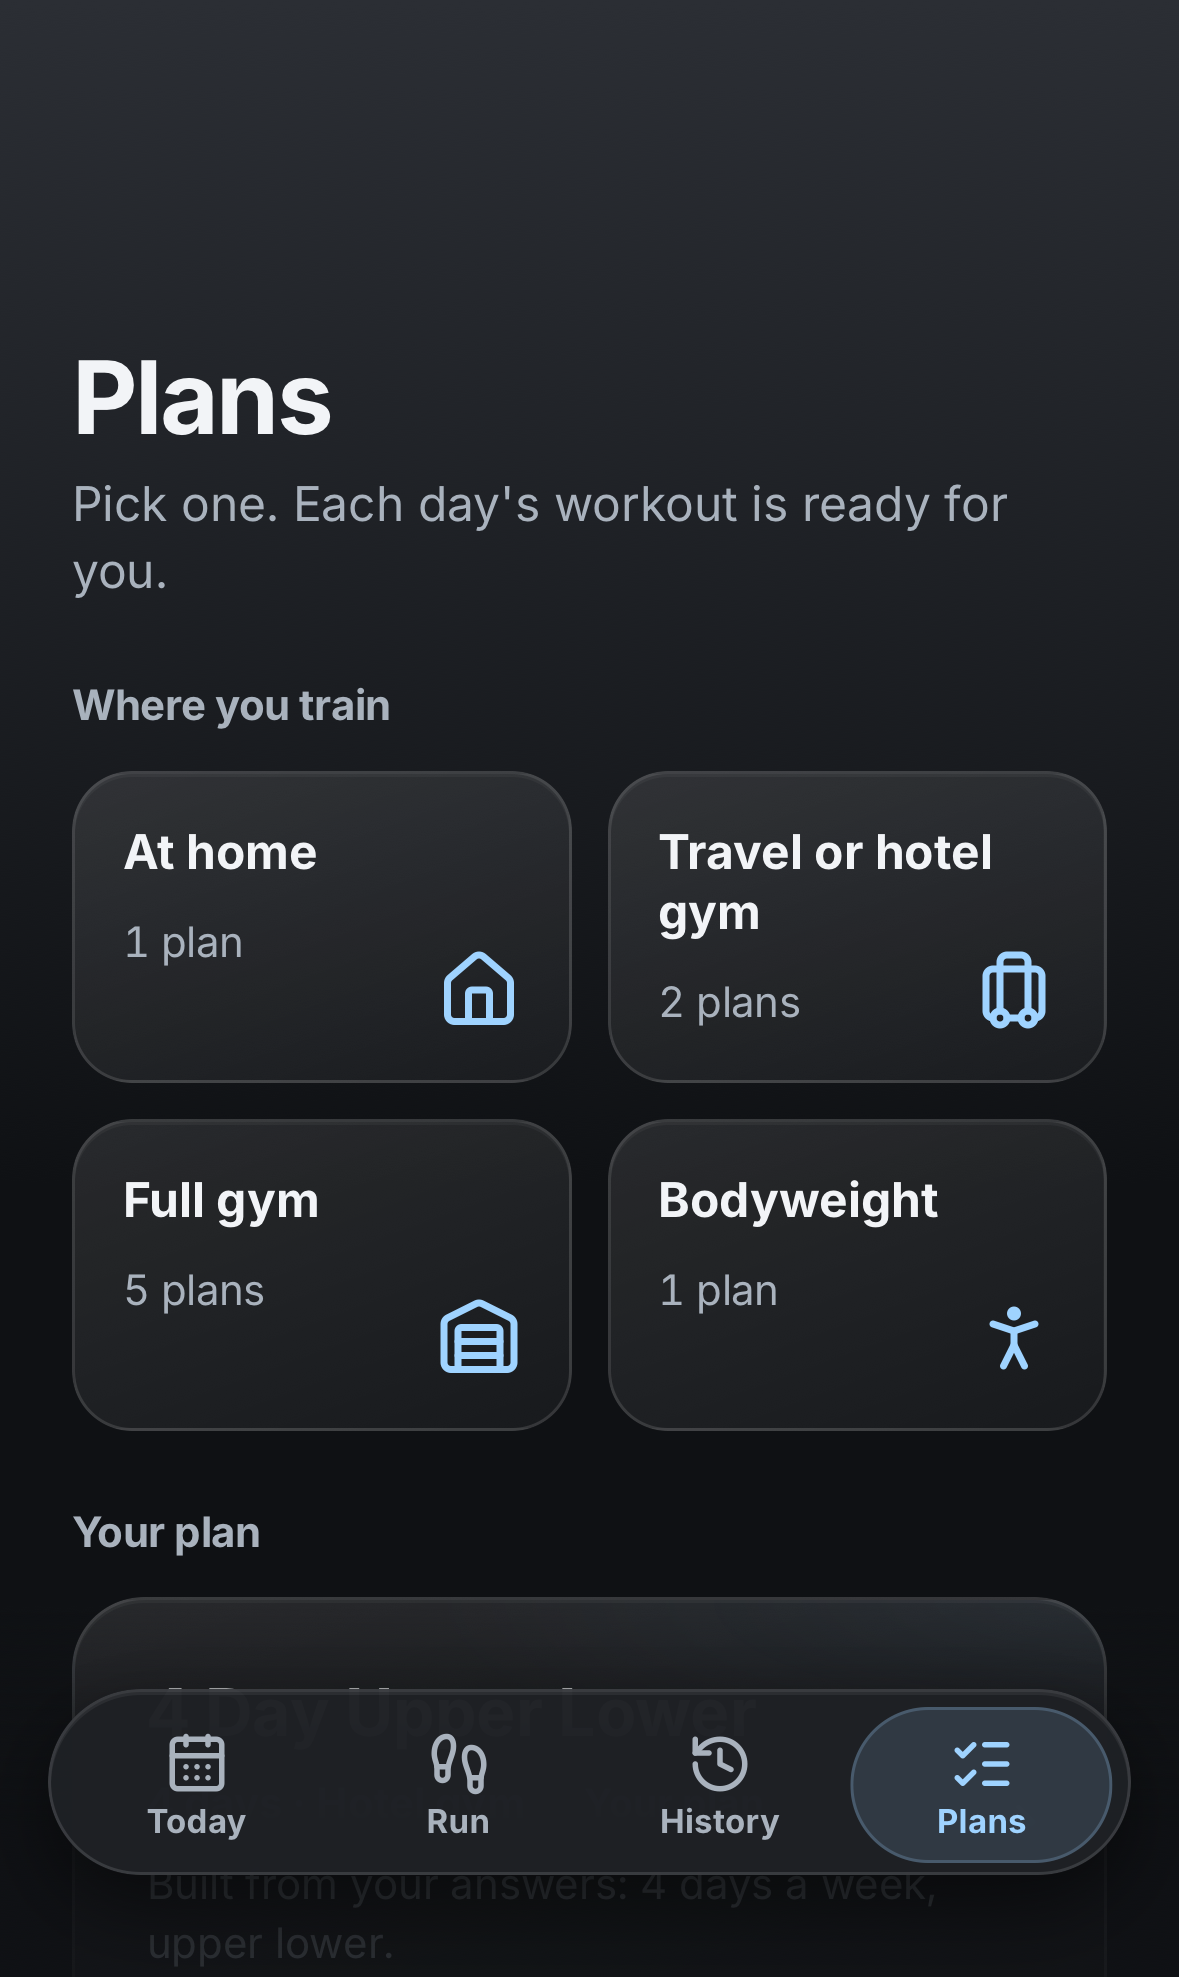 Plans
Pick one. Each day's workout is ready for
you.
Where you train
At home
1 plan
Travel or hotel
gym
2 plans
Full gym
5 plans
Bodyweight
1 plan
Your plan
4 Day Upper Lower
Today
Run
History
Plans
Built from your answers: 4 days a week,
upper lower.